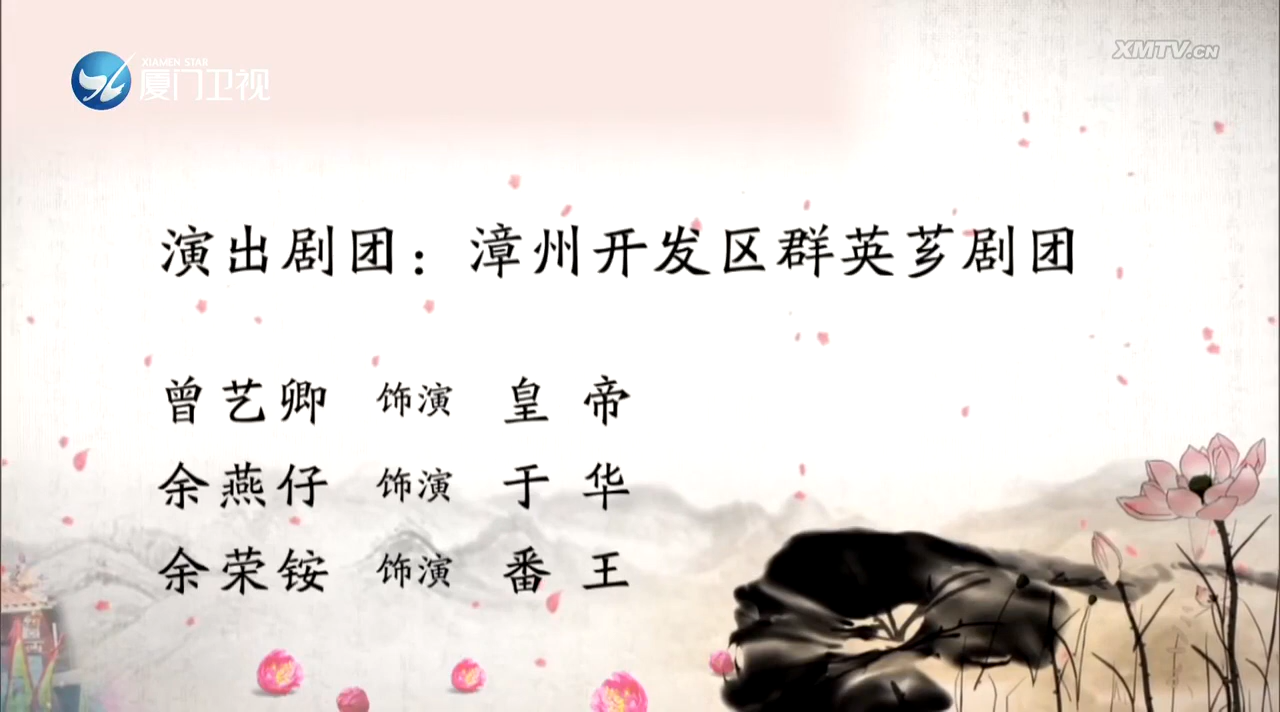 XIAMEN STAR
厦门卫视
XMTV.CN
演出剧团：漳州开发区群英芗剧团
曾艺卿 饰演 皇 帝
余燕仔 饰演 于 华
余荣铵 饰演 番 王